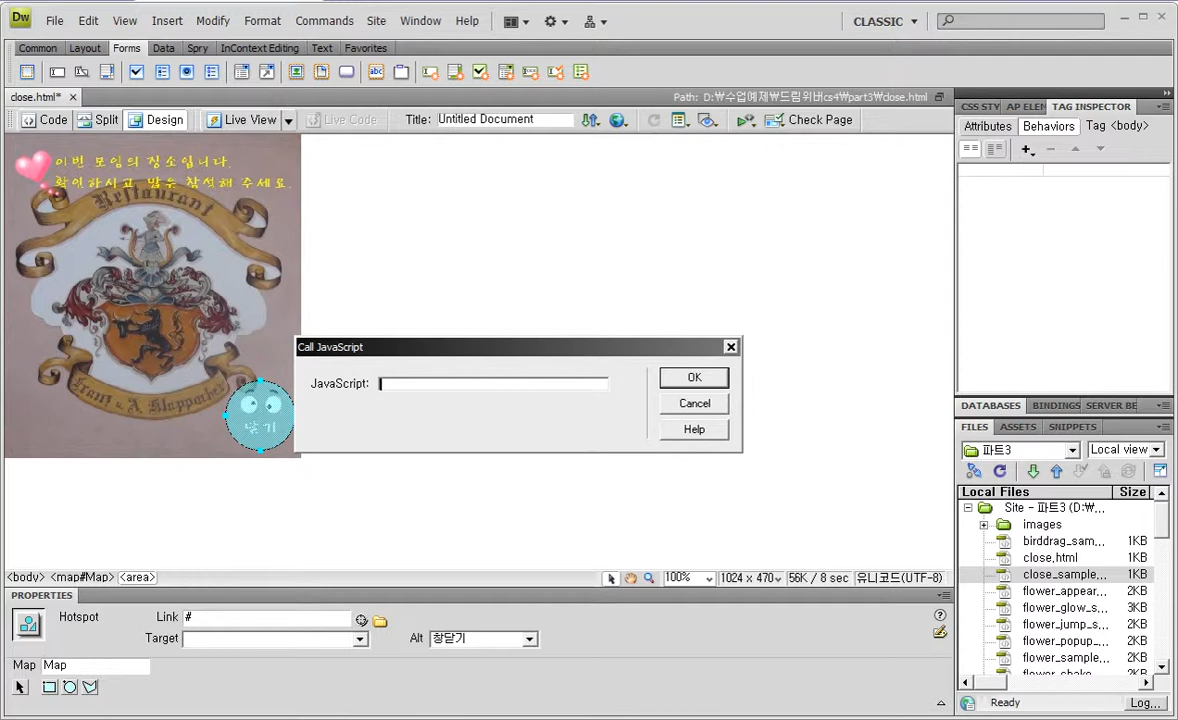 Dw File Edit View Insert Modify Format Commands Site Window Help CLASSIC
Common Layout Forms Data Spry InContext Editing Text Favorites
close.html* Path: D:₩수업예제₩드림위버cs4₩part3₩close.html
Code Split Design Live View Live Code Title: Untitled Document Check Page
이번 모임의 장소입니다.
확인하시고 많은 참석해 주세요.
Restaurant
닫기
Call JavaScript
JavaScript:
OK
Cancel
Help
CSS STY AP ELEM TAG INSPECTOR
Attributes Behaviors Tag <body>
DATABASES BINDINGS SERVER BE
FILES ASSETS SNIPPETS
파트3 Local view
Local Files Size
Site - 파트3 (D:₩...
images
birddrag_sam... 1KB
close.html 1KB
close_sample... 1KB
flower_appear... 2KB
flower_glow_s... 3KB
flower_jump_s... 2KB
flower_popup_... 2KB
flower_sample... 2KB
flower_shake_... 2KB
Ready Log...
<body> <map#Map> <area> 100% 1024 x 470 56K / 8 sec 유니코드(UTF-8)
PROPERTIES
Hotspot Link #
Target Alt 창닫기
Map Map